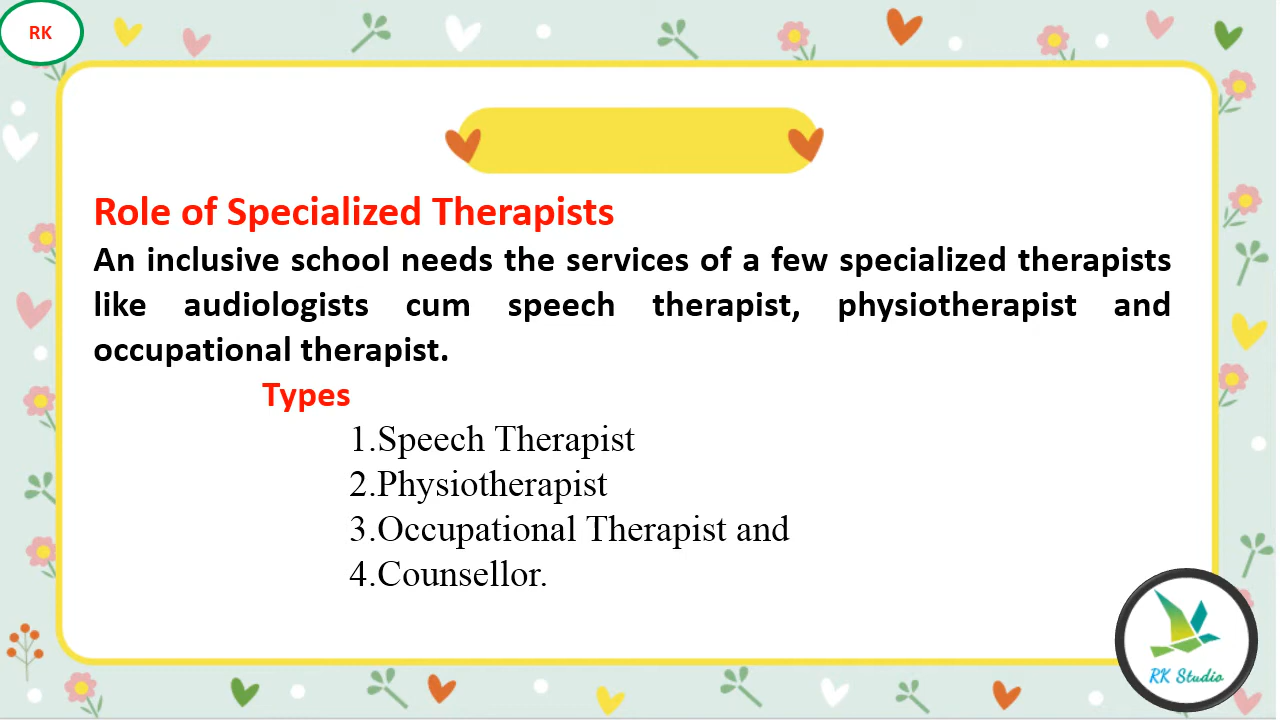 RK
Role of Specialized Therapists
An inclusive school needs the services of a few specialized therapists
like audiologists cum speech therapist, physiotherapist and
occupational therapist.
Types
1.Speech Therapist
2.Physiotherapist
3.Occupational Therapist and
4.Counsellor.
RK Studio